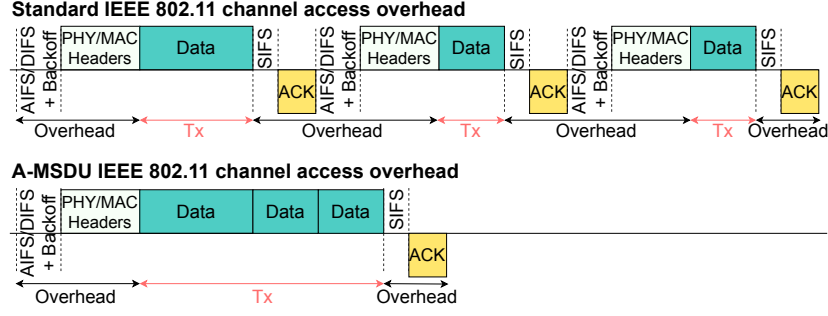 Standard IEEE 802.11 channel access overhead
AIFS/DIFS
+ Backoff
PHY/MAC
Headers
Data
SIFS
ACK
AIFS/DIFS
+ Backoff
PHY/MAC
Headers
Data
SIFS
ACK
AIFS/DIFS
+ Backoff
PHY/MAC
Headers
Data
SIFS
ACK
Overhead
Tx
Overhead
Tx
Overhead
Tx
Overhead
A-MSDU IEEE 802.11 channel access overhead
AIFS/DIFS
+ Backoff
PHY/MAC
Headers
Data
Data
Data
SIFS
ACK
Overhead
Tx
Overhead